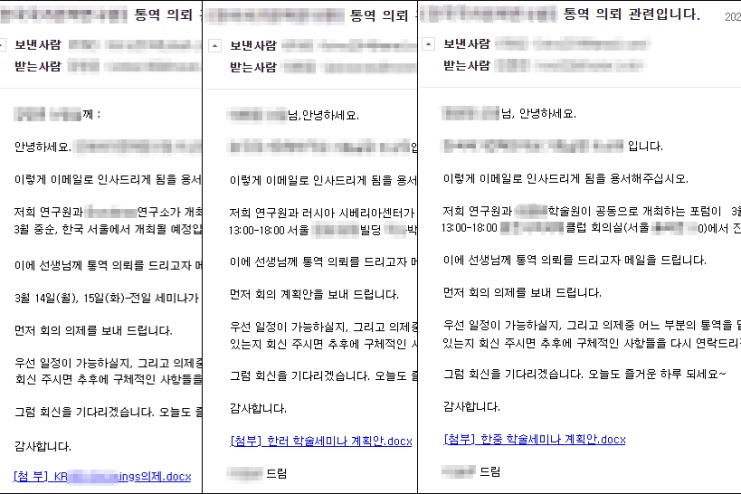 통역 의뢰
보낸사람
받는사람
께 :
안녕하세요.
이렇게 이메일로 인사드리게 됨을 용서
저희 연구원과 연구소가 개최
3월 중순, 한국 서울에서 개최될 예정입
이에 선생님께 통역 의뢰를 드리고자 메
3월 14일(월), 15일(화)-전일 세미나가
먼저 회의 의제를 보내 드립니다.
우선 일정이 가능하실지, 그리고 의제중
회신 주시면 추후에 구체적인 사항들을
그럼 회신을 기다리겠습니다. 오늘도 즐
감사합니다.
[첨 부] KR ings의제.docx
통역 의뢰
보낸사람
받는사람
님,안녕하세요.
이렇게 이메일로 인사드리게 됨을 용서
저희 연구원과 러시아 시베리아센터가
13:00-18:00 서울 빌딩
이에 선생님께 통역 의뢰를 드리고자 메
먼저 회의 계획안을 보내 드립니다.
우선 일정이 가능하실지, 그리고 의제중
있는지 회신 주시면 추후에 구체적인 사
그럼 회신을 기다리겠습니다. 오늘도 즐
감사합니다.
[첨부] 한러 학술세미나 계획안.docx
드림
통역 의뢰 관련입니다.
202
보낸사람
받는사람
님, 안녕하세요.
입니다.
이렇게 이메일로 인사드리게 됨을 용서해주십시오.
저희 연구원과 학술원이 공동으로 개최하는 포럼이 3월
13:00-18:00 클럽 회의실(서울 0)에서 진
이에 선생님께 통역 의뢰를 드리고자 메일을 드립니다.
먼저 회의 의제를 보내 드립니다.
우선 일정이 가능하실지, 그리고 의제중 어느 부분의 통역을 맡
있는지 회신 주시면 추후에 구체적인 사항들을 다시 연락드리
그럼 회신을 기다리겠습니다. 오늘도 즐거운 하루 되세요~
감사합니다.
[첨부] 한중 학술세미나 계획안.docx
드림